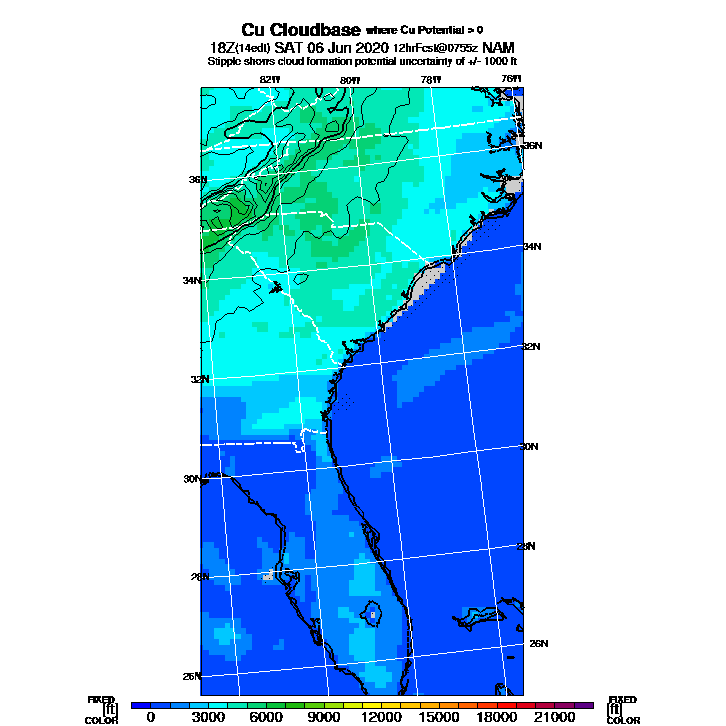 Cu Cloudbase where Cu Potential > 0
18Z(14edt) SAT 06 Jun 2020 12hrFcst@0755z NAM
Stipple shows cloud formation potential uncertainty of +/- 1000 ft
82W 80W 78W 76W
36N
36N
34N
34N
32N
32N
30N
30N
28N
28N
26N
26N
FIXED FIXED
[ft] [ft]
COLOR 0 3000 6000 9000 12000 15000 18000 21000 COLOR